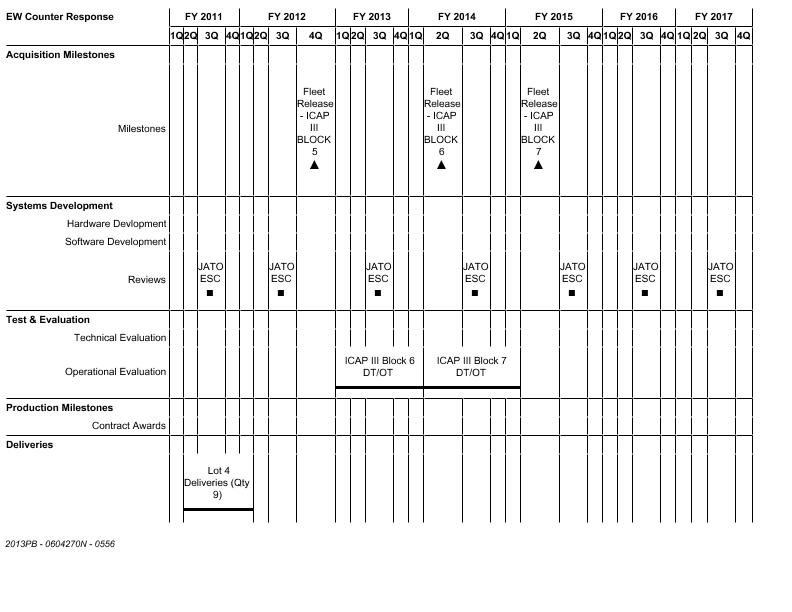 EW Counter Response FY 2011 FY 2012 FY 2013 FY 2014 FY 2015 FY 2016 FY 2017
1Q 2Q 3Q 4Q 1Q 2Q 3Q 4Q 1Q 2Q 3Q 4Q 1Q 2Q 3Q 4Q 1Q 2Q 3Q 4Q 1Q 2Q 3Q 4Q 1Q 2Q 3Q 4Q
Acquisition Milestones
Milestones
Fleet
Release
- ICAP
III
BLOCK
5
Fleet
Release
- ICAP
III
BLOCK
6
Fleet
Release
- ICAP
III
BLOCK
7
Systems Development
Hardware Devlopment
Software Development
Reviews
JATO
ESC
JATO
ESC
JATO
ESC
JATO
ESC
JATO
ESC
JATO
ESC
JATO
ESC
Test & Evaluation
Technical Evaluation
Operational Evaluation
ICAP III Block 6
DT/OT
ICAP III Block 7
DT/OT
Production Milestones
Contract Awards
Deliveries
Lot 4
Deliveries (Qty
9)
2013PB - 0604270N - 0556